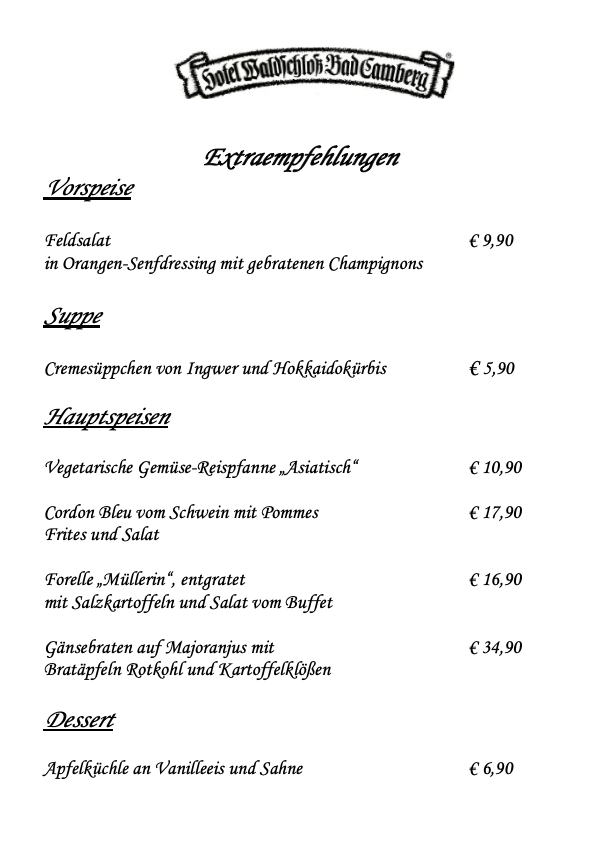 Hotel Waldschloß Bad Camberg
®
Extraempfehlungen
Vorspeise
Feldsalat € 9,90
in Orangen-Senfdressing mit gebratenen Champignons
Suppe
Cremesüppchen von Ingwer und Hokkaidokürbis € 5,90
Hauptspeisen
Vegetarische Gemüse-Reispfanne „Asiatisch“ € 10,90
Cordon Bleu vom Schwein mit Pommes € 17,90
Frites und Salat
Forelle „Müllerin“, entgratet € 16,90
mit Salzkartoffeln und Salat vom Buffet
Gänsebraten auf Majoranjus mit € 34,90
Bratäpfeln Rotkohl und Kartoffelklößen
Dessert
Apfelküchle an Vanilleeis und Sahne € 6,90